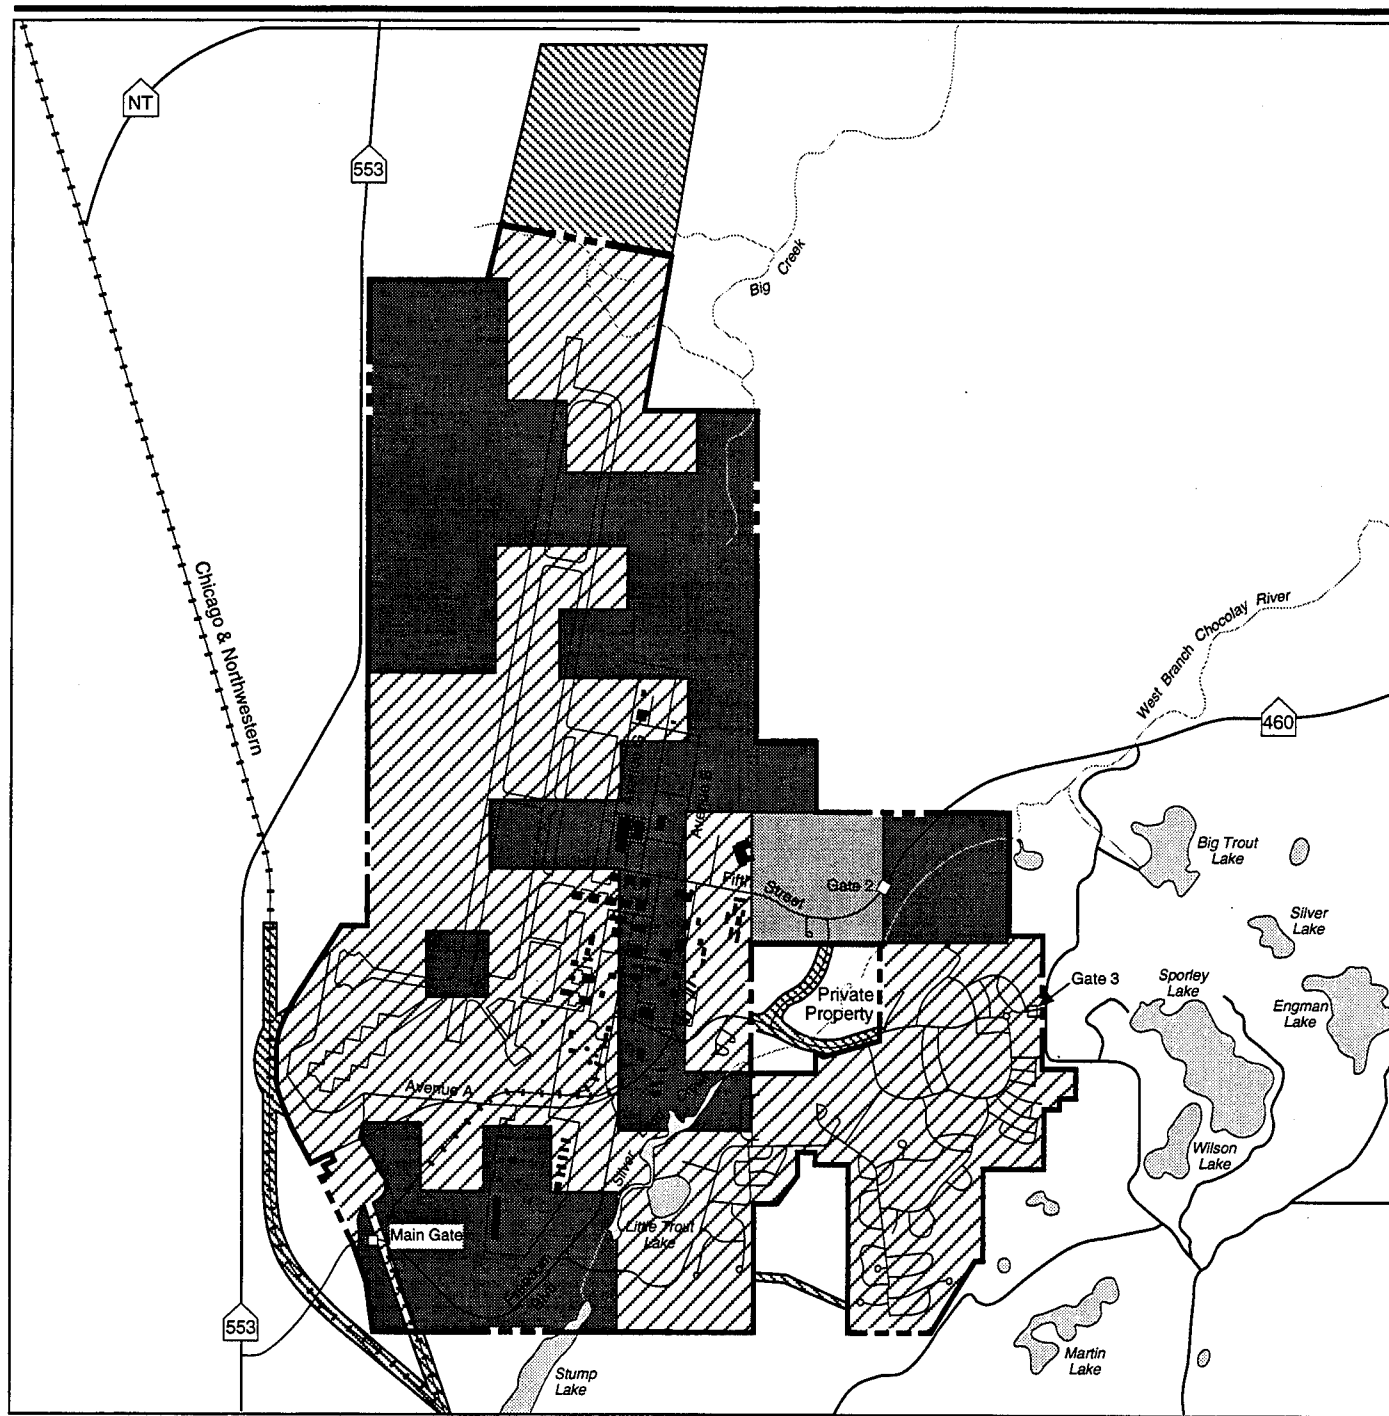 NT
553
Big Creek
Chicago & Northwestern
West Branch Chocolay River
460
Big Trout
Lake
Fifth Street
Gate 2
Silver
Lake
Gate 3
Sporley
Lake
Engman
Lake
Private
Property
Avenue A
Wilson
Lake
Silver
Little Trout
Lake
Main Gate
553
Martin
Lake
Stump
Lake